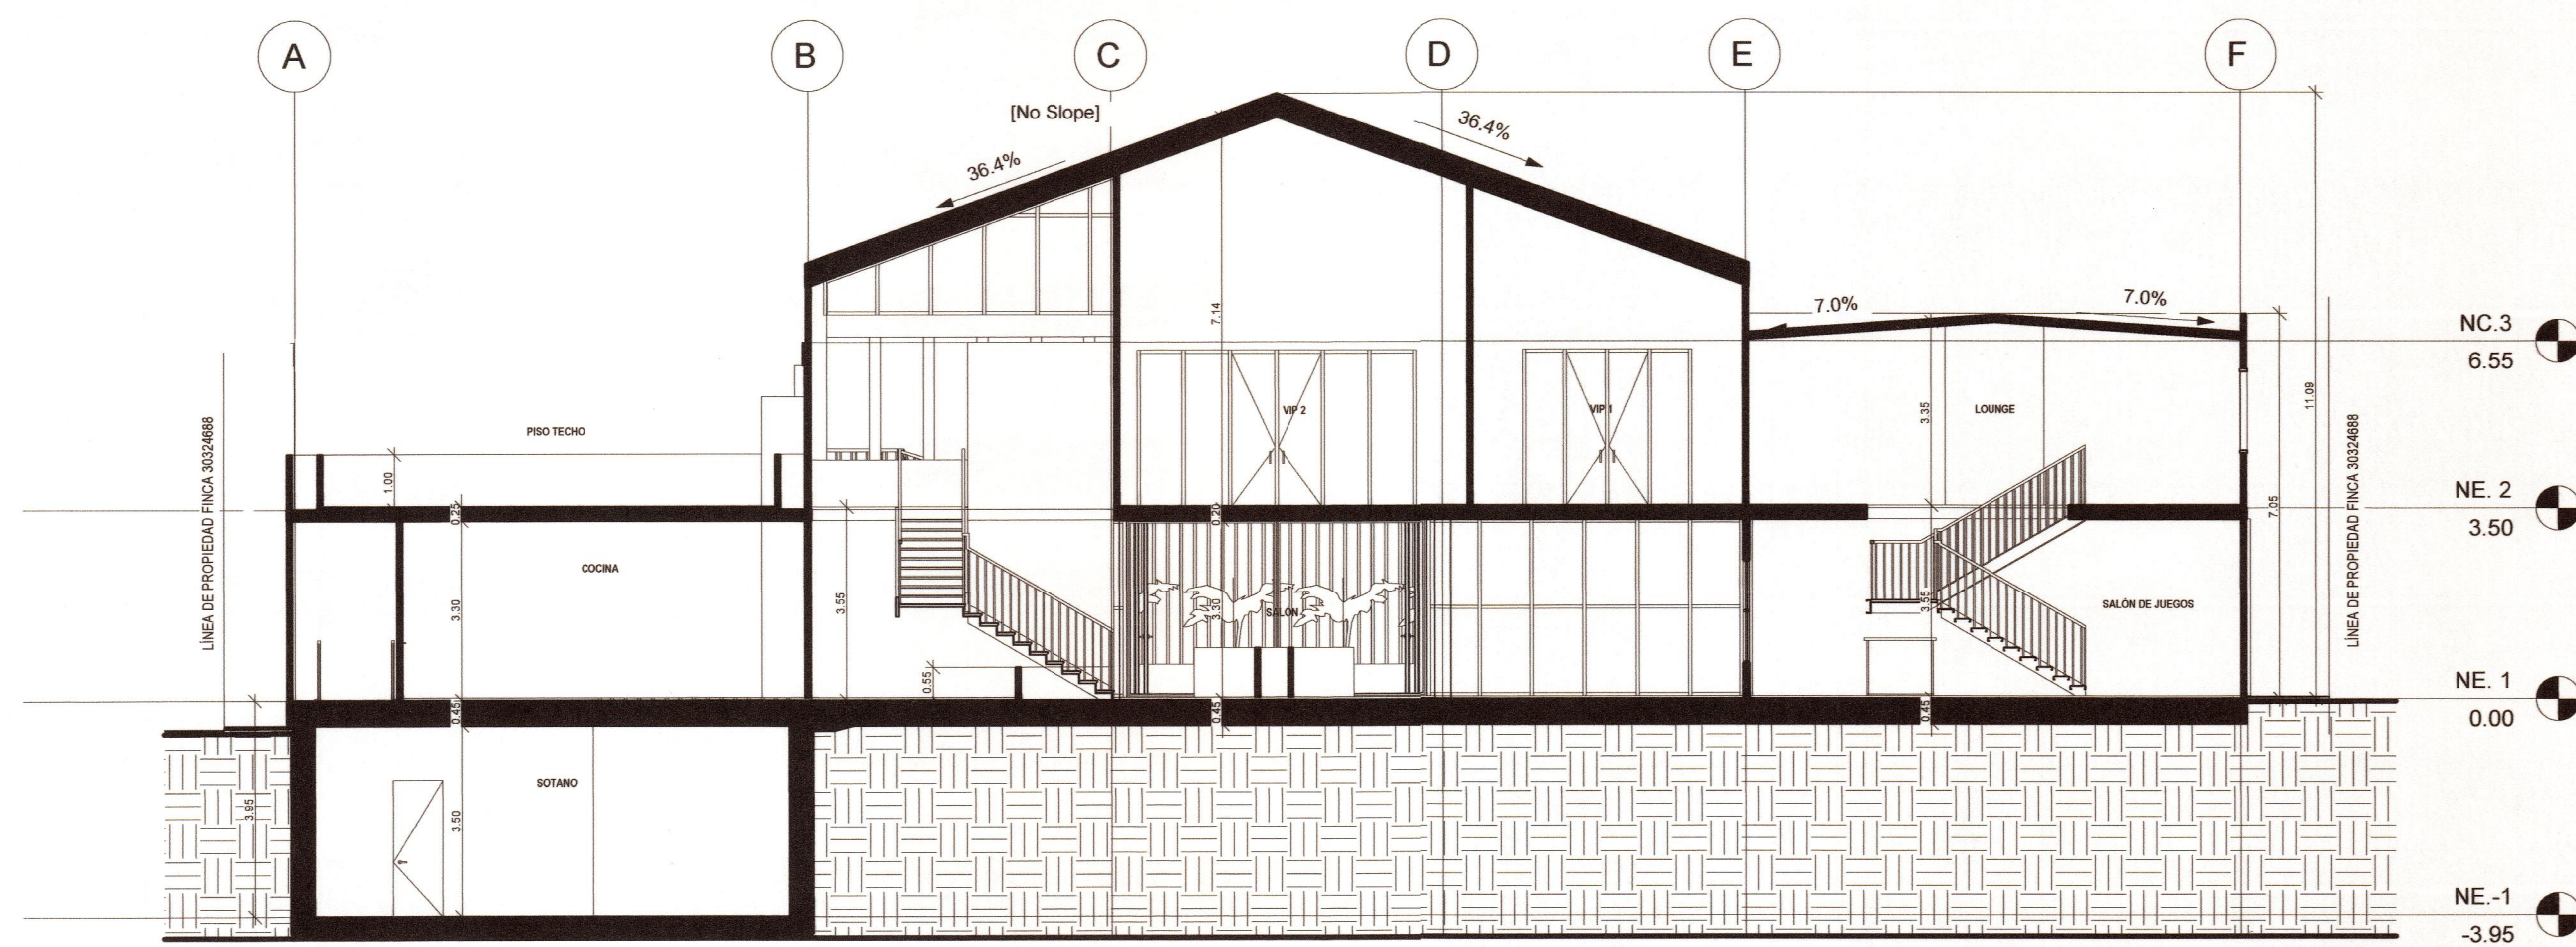 A
B
C
D
E
F
[No Slope]
36.4%
36.4%
7.0%
7.0%
NC.3
6.55
7.14
11.09
VIP 2
VIP 1
3.35
LOUNGE
LÍNEA DE PROPIEDAD FINCA 30324688
PISO TECHO
LÍNEA DE PROPIEDAD FINCA 30324688
1.00
NE. 2
3.50
0.25
0.20
7.05
COCINA
3.30
3.55
3.30
SALÓN
3.55
SALÓN DE JUEGOS
0.55
NE. 1
0.00
0.45
0.45
0.45
SOTANO
3.95
3.50
NE.-1
-3.95